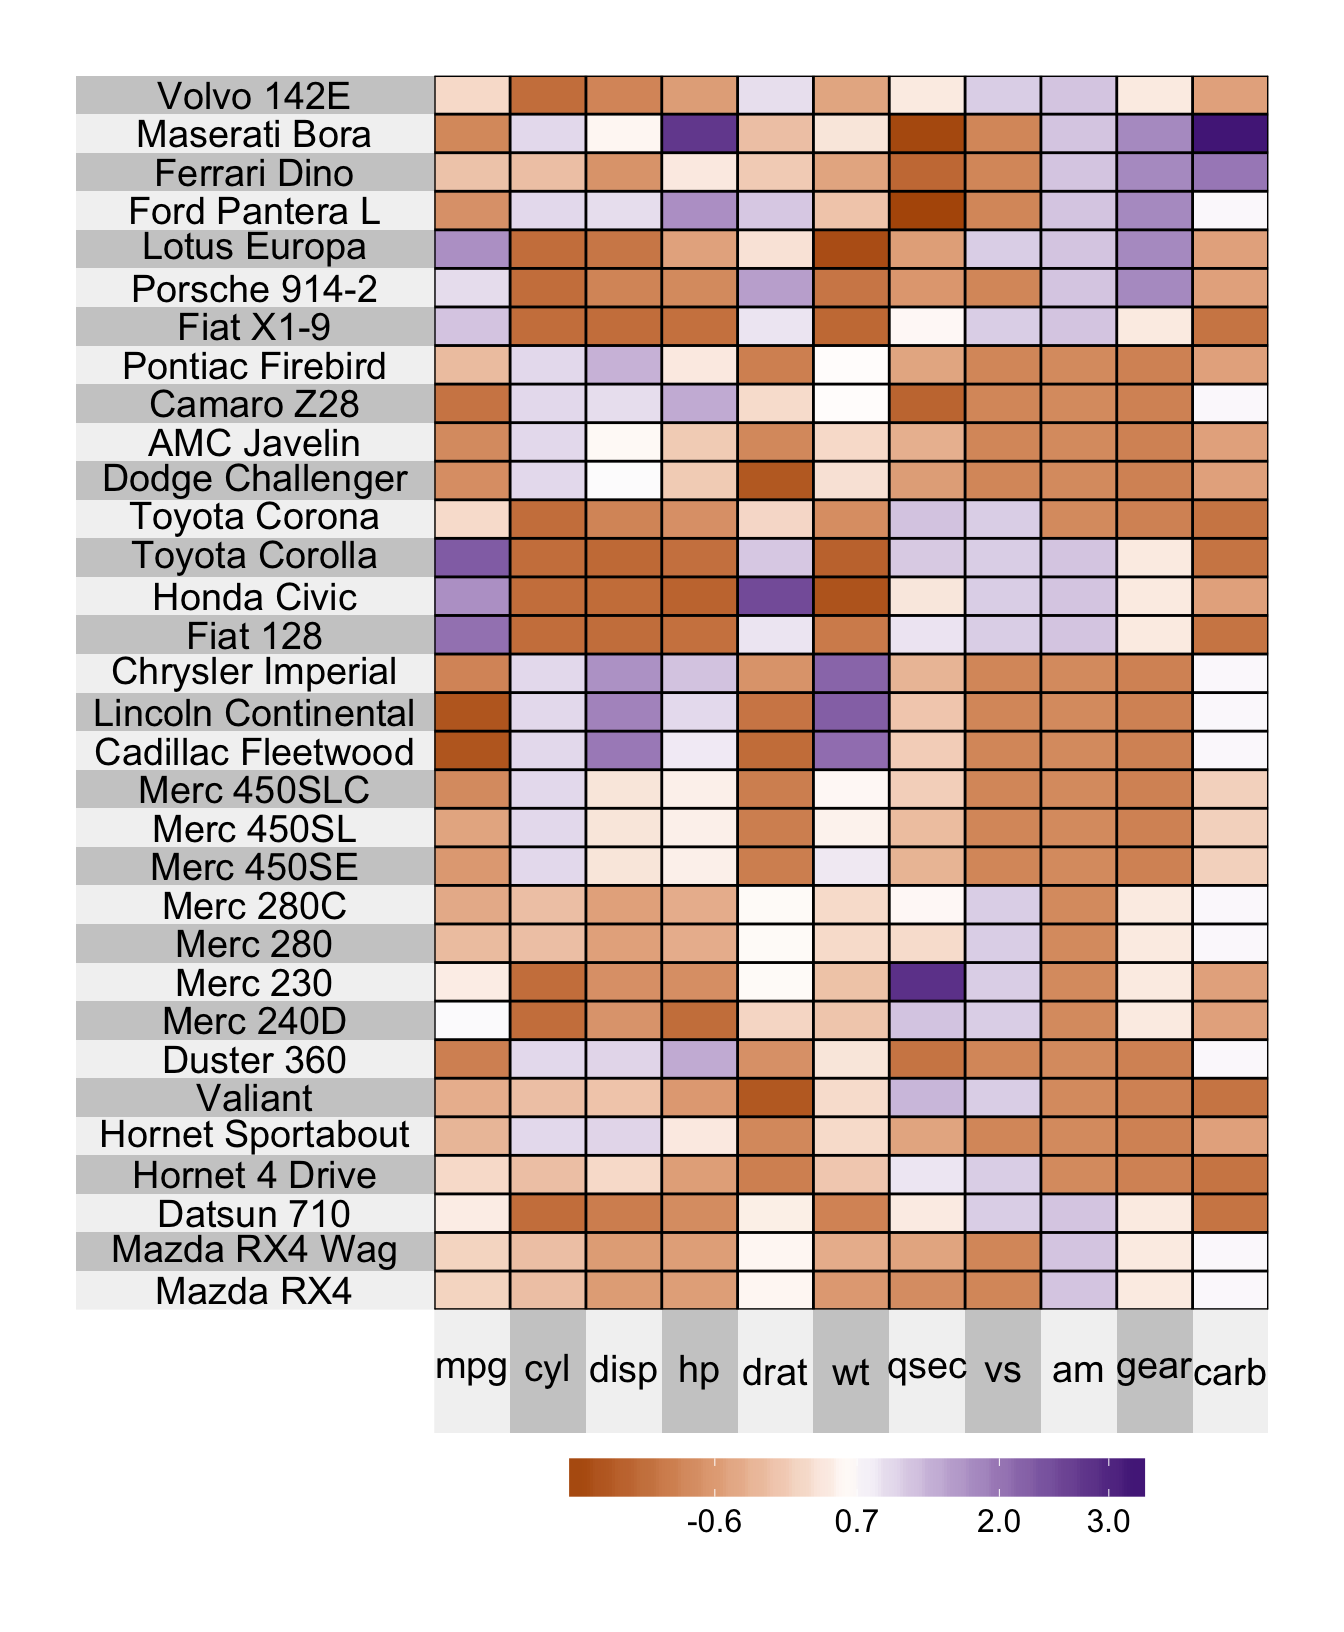 Volvo 142E
Maserati Bora
Ferrari Dino
Ford Pantera L
Lotus Europa
Porsche 914-2
Fiat X1-9
Pontiac Firebird
Camaro Z28
AMC Javelin
Dodge Challenger
Toyota Corona
Toyota Corolla
Honda Civic
Fiat 128
Chrysler Imperial
Lincoln Continental
Cadillac Fleetwood
Merc 450SLC
Merc 450SL
Merc 450SE
Merc 280C
Merc 280
Merc 230
Merc 240D
Duster 360
Valiant
Hornet Sportabout
Hornet 4 Drive
Datsun 710
Mazda RX4 Wag
Mazda RX4
mpg cyl disp hp drat wt qsec vs am gear carb
-0.6 0.7 2.0 3.0